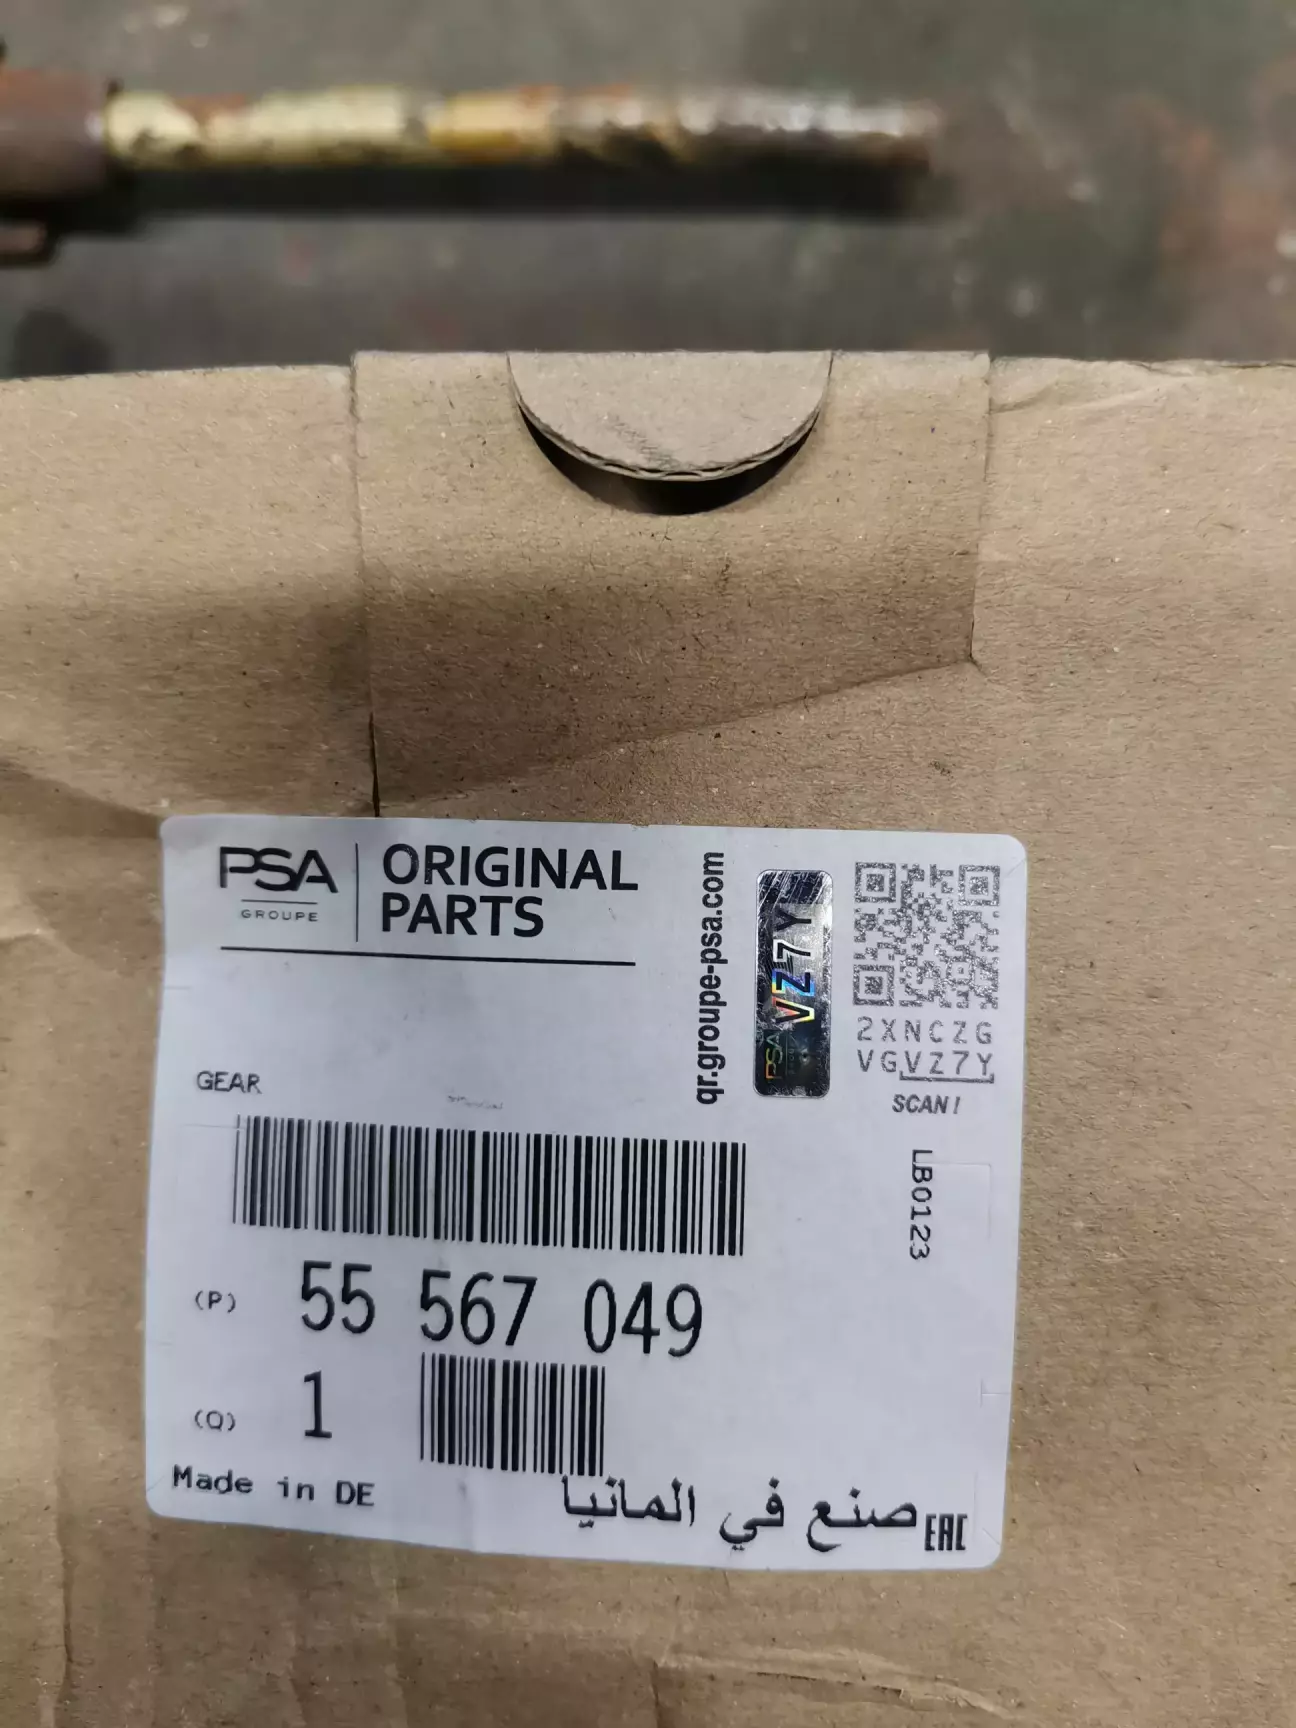 PSA
GROUPE
ORIGINAL
PARTS
qr.groupe-psa.com
PSA
VZ7Y
2XNCZG
VGVZ7Y
SCAN!
GEAR
LB0123
(P) 55 567 049
(Q) 1
Made in DE
صنع في المانيا
EAC